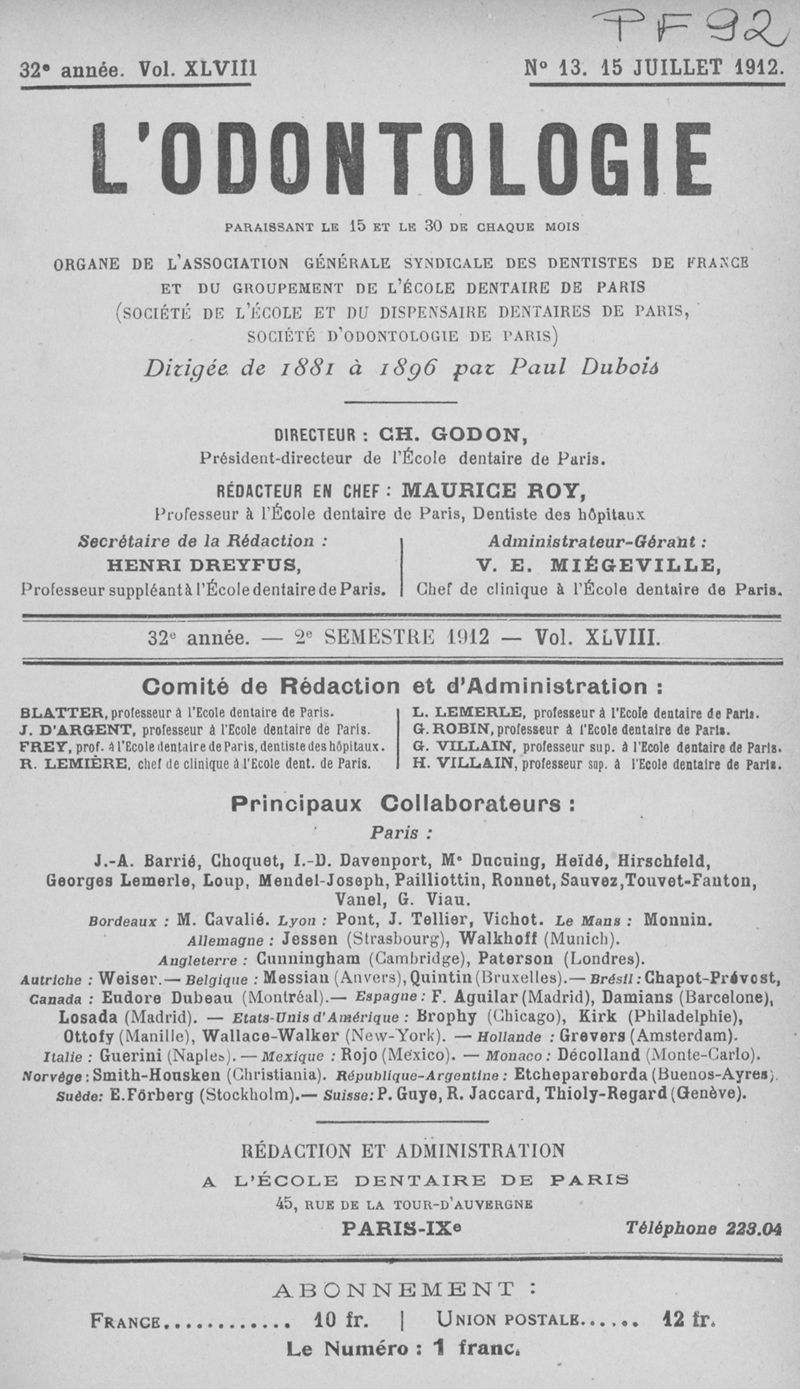 PF92
32e année. Vol. XLVIII
N° 13. 15 JUILLET 1912.
L'ODONTOLOGIE
PARAISSANT LE 15 ET LE 30 DE CHAQUE MOIS
ORGANE DE L'ASSOCIATION GÉNÉRALE SYNDICALE DES DENTISTES DE FRANCE
ET DU GROUPEMENT DE L'ÉCOLE DENTAIRE DE PARIS
(SOCIÉTÉ DE L'ÉCOLE ET DU DISPENSAIRE DENTAIRES DE PARIS,
SOCIÉTÉ D'ODONTOLOGIE DE PARIS)
Dirigée de 1881 à 1896 par Paul Dubois
DIRECTEUR : CH. GODON,
Président-directeur de l'École dentaire de Paris.
RÉDACTEUR EN CHEF : MAURICE ROY,
Professeur à l'École dentaire de Paris, Dentiste des hôpitaux
Secrétaire de la Rédaction :
HENRI DREYFUS,
Professeur suppléant à l'École dentaire de Paris.
Administrateur-Gérant :
V. E. MIÉGEVILLE,
Chef de clinique à l'École dentaire de Paris.
32e année. — 2e SEMESTRE 1912 — Vol. XLVIII.
Comité de Rédaction et d'Administration :
BLATTER, professeur à l'Ecole dentaire de Paris.
J. D'ARGENT, professeur à l'Ecole dentaire de Paris.
FREY, prof. à l'Ecole dentaire de Paris, dentiste des hôpitaux.
R. LEMIÈRE, chef de clinique à l'Ecole dent. de Paris.
L. LEMERLE, professeur à l'Ecole dentaire de Paris.
G. ROBIN, professeur à l'Ecole dentaire de Paris.
G. VILLAIN, professeur sup. à l'Ecole dentaire de Paris.
H. VILLAIN, professeur sup. à l'Ecole dentaire de Paris.
Principaux Collaborateurs :
Paris :
J.-A. Barrié, Choquet, I.-D. Davenport, Me Ducuing, Heïdé, Hirschfeld,
Georges Lemerle, Loup, Mendel-Joseph, Pailliottin, Ronnet, Sauvez, Touvet-Fanton,
Vanel, G. Viau.
Bordeaux : M. Cavalié. Lyon : Pont, J. Tellier, Vichot. Le Mans : Monnin.
Allemagne : Jessen (Strasbourg), Walkhoff (Munich).
Angleterre : Cunningham (Cambridge), Paterson (Londres).
Autriche : Weiser. — Belgique : Messian (Anvers), Quintin (Bruxelles). — Brésil : Chapot-Prévost,
Canada : Eudore Dubeau (Montréal). — Espagne : F. Aguilar (Madrid), Damians (Barcelone),
Losada (Madrid). — Etats-Unis d'Amérique : Brophy (Chicago), Kirk (Philadelphie),
Ottofy (Manille), Wallace-Walker (New-York). — Hollande : Grevers (Amsterdam).
Italie : Guerini (Naples). — Mexique : Rojo (México). — Monaco : Décolland (Monte-Carlo).
Norvège : Smith-Housken (Christiania). République-Argentine : Etchepareborda (Buenos-Ayres).
Suède : E. Förberg (Stockholm). — Suisse : P. Guye, R. Jaccard, Thioly-Regard (Genève).
RÉDACTION ET ADMINISTRATION
A L'ÉCOLE DENTAIRE DE PARIS
45, RUE DE LA TOUR-D'AUVERGNE
PARIS-IXe
Téléphone 223.04
ABONNEMENT :
FRANCE............ 10 fr. | UNION POSTALE...... 12 fr.
Le Numéro : 1 franc.